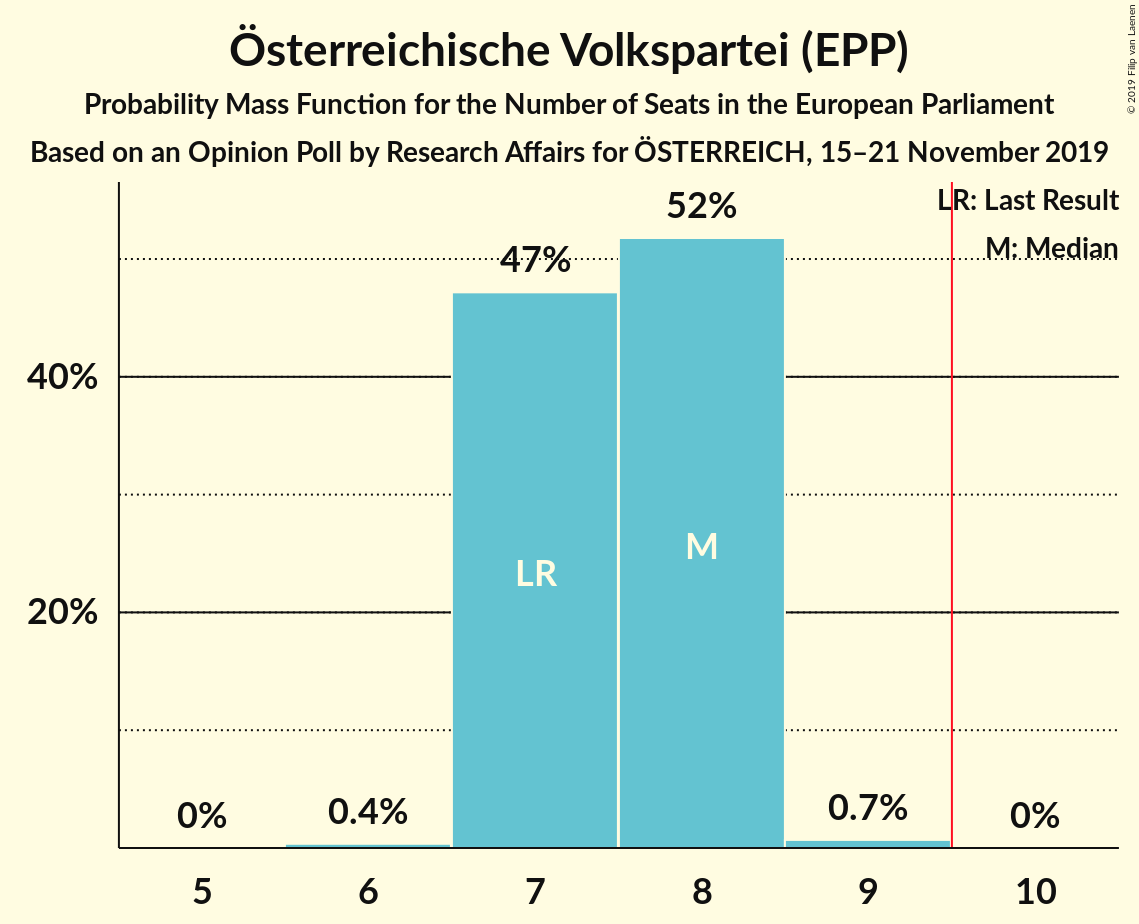 Österreichische Volkspartei (EPP)
Probability Mass Function for the Number of Seats in the European Parliament
Based on an Opinion Poll by Research Affairs for ÖSTERREICH, 15–21 November 2019
© 2019 Filip van Laenen
LR: Last Result
M: Median
52%
47%
40%
M
LR
20%
0%
0.4%
0.7%
0%
5
6
7
8
9
10